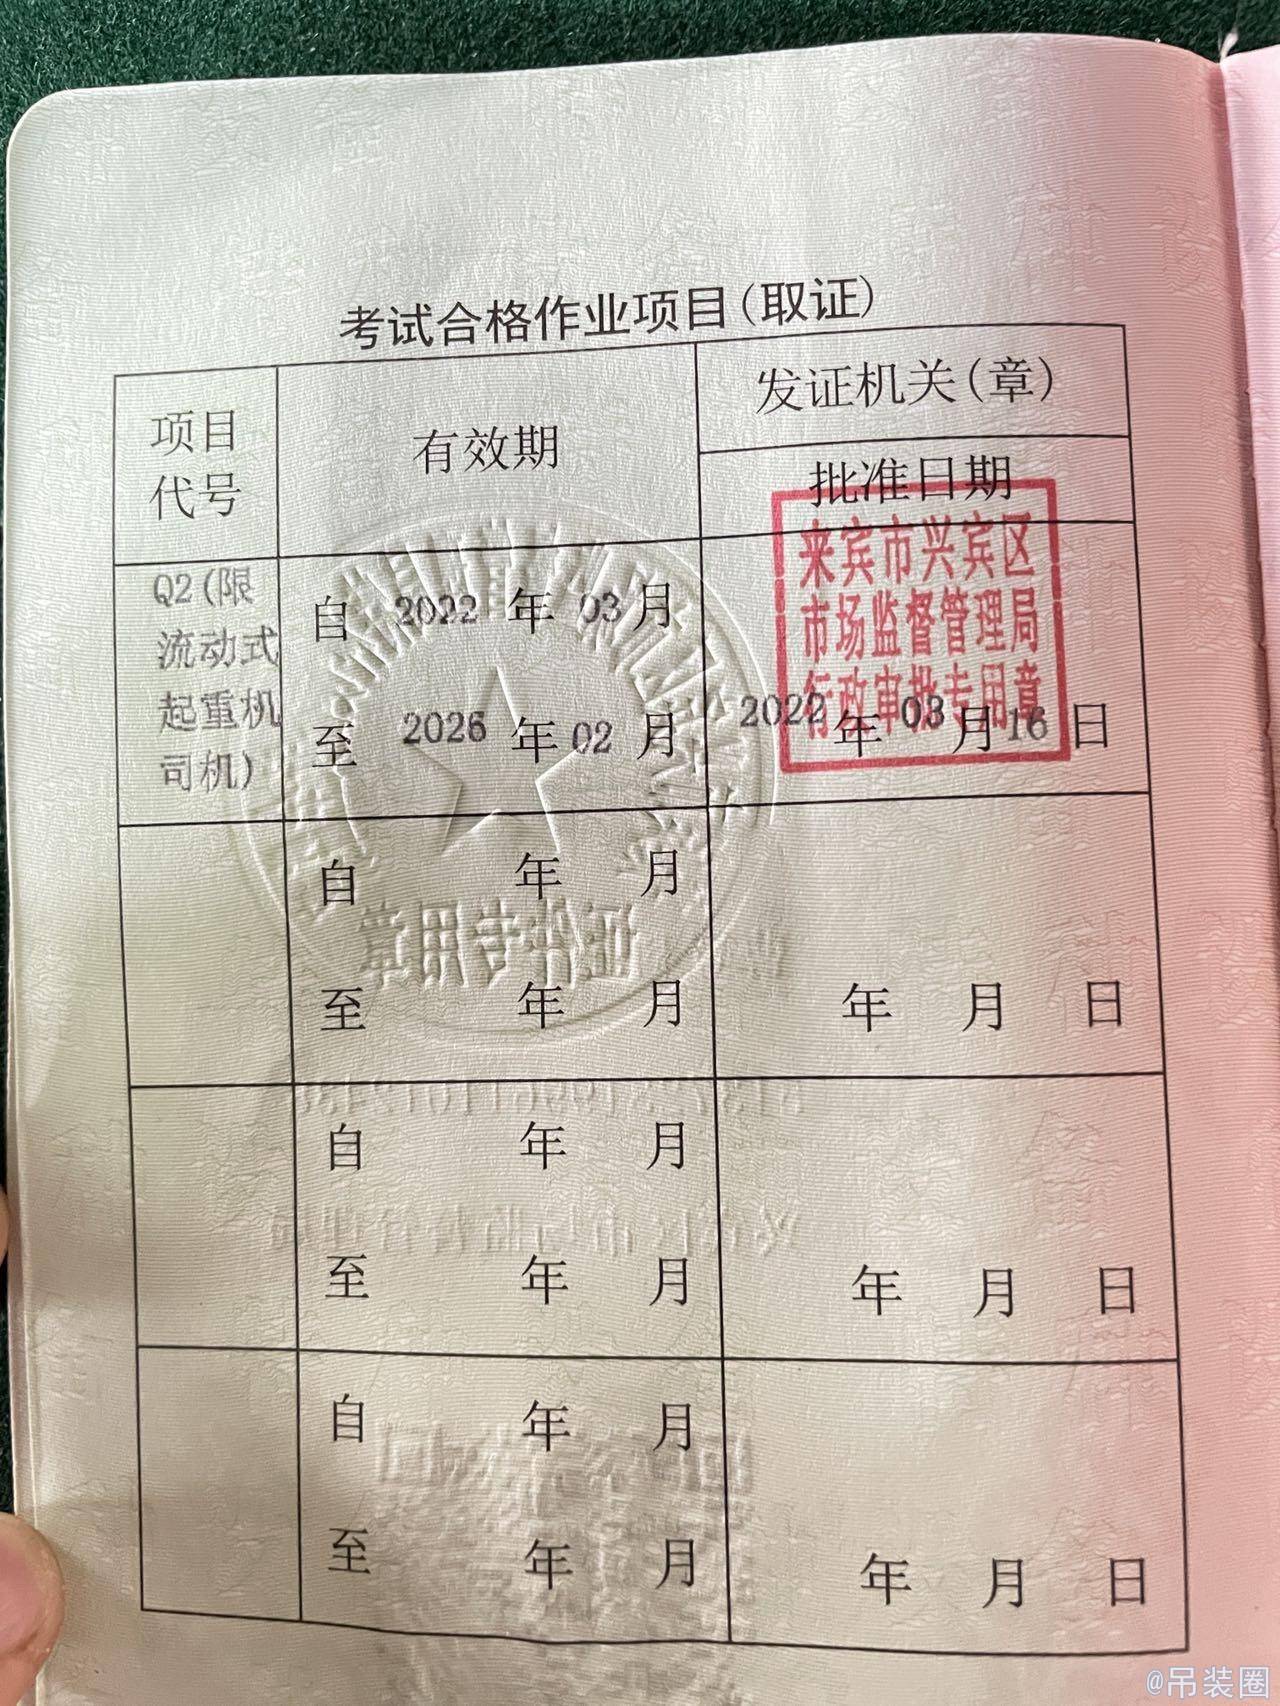 考试合格作业项目(取证)
项目
代号
有效期
发证机关(章)
批准日期
Q2(限
流动式
起重机
司机)
自 2022 年 03 月
至 2026 年 02 月
来宾市兴宾区
市场监督管理局
行政审批专用章
2022 年 03 月 16 日
自 年 月
至 年 月
年 月 日
自 年 月
至 年 月
年 月 日
自 年 月
至 年 月
年 月 日
@吊装圈